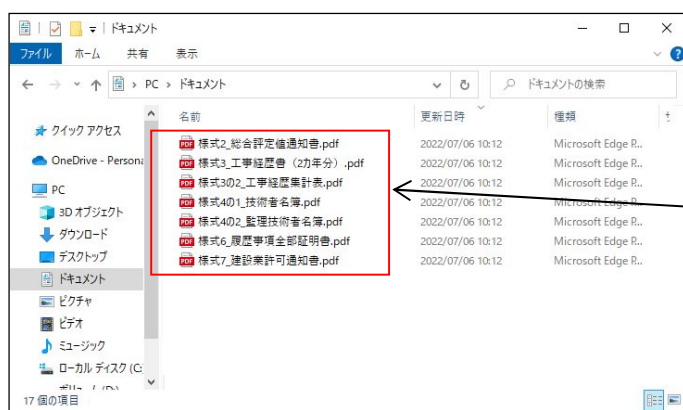 ドキュメント
ファイル ホーム 共有 表示
PC › ドキュメント ドキュメントの検索
名前 更新日時 種類
クイック アクセス
OneDrive - Persona
PC
3D オブジェクト
ダウンロード
デスクトップ
ドキュメント
ピクチャ
ビデオ
ミュージック
ローカル ディスク (C:
様式2_総合評定値通知書.pdf 2022/07/06 10:12 Microsoft Edge P...
様式3_工事経歴書（2カ年分）.pdf 2022/07/06 10:12 Microsoft Edge P...
様式3の2_工事経歴集計表.pdf 2022/07/06 10:12 Microsoft Edge P...
様式4の1_技術者名簿.pdf 2022/07/06 10:12 Microsoft Edge P...
様式4の2_監理技術者名簿.pdf 2022/07/06 10:12 Microsoft Edge P...
様式6_履歴事項全部証明書.pdf 2022/07/06 10:12 Microsoft Edge P...
様式7_建設業許可通知書.pdf 2022/07/06 10:12 Microsoft Edge P...
17 個の項目